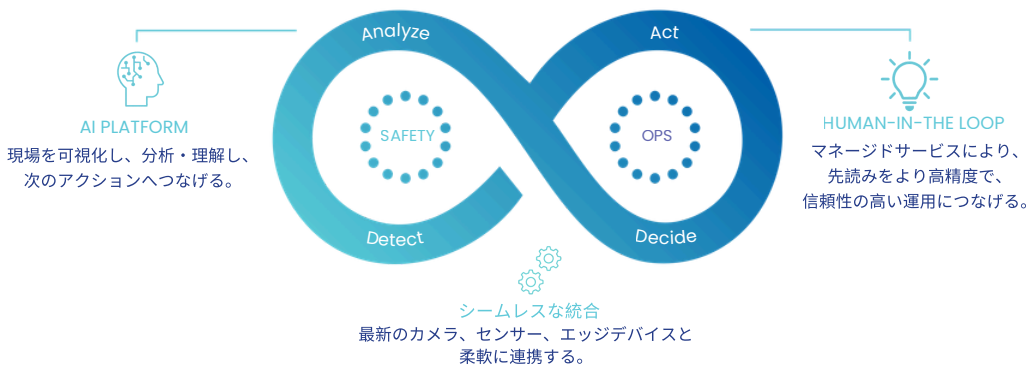 Analyze
Act
SAFETY
OPS
Detect
Decide
AI PLATFORM
現場を可視化し、分析・理解し、
次のアクションへつなげる。
HUMAN-IN-THE LOOP
マネージドサービスにより、
先読みをより高精度で、
信頼性の高い運用につなげる。
シームレスな統合
最新のカメラ、センサー、エッジデバイスと
柔軟に連携する。